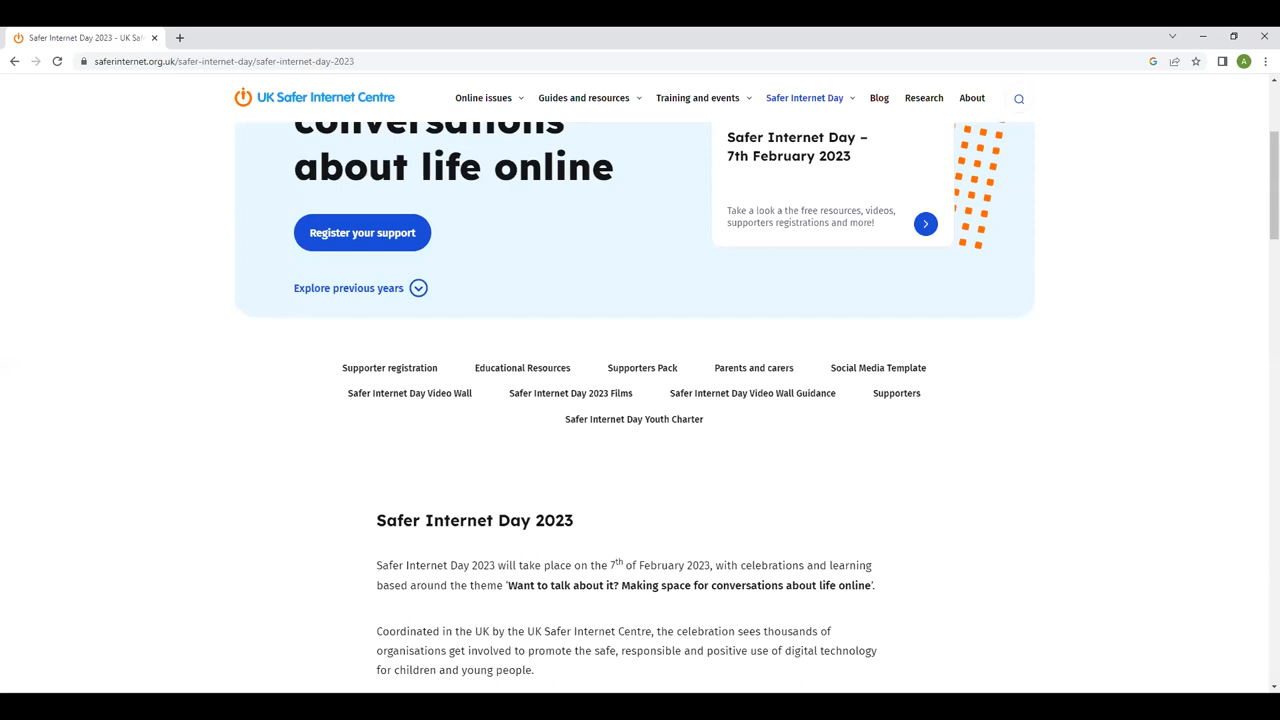 Safer Internet Day 2023 - UK Saf
saferinternet.org.uk/safer-internet-day/safer-internet-day-2023
A
UK Safer Internet Centre
Online issues
Guides and resources
Training and events
Safer Internet Day
Blog
Research
About
conversations
about life online
Register your support
Explore previous years
Safer Internet Day –
7th February 2023
Take a look a the free resources, videos,
supporters registrations and more!
Supporter registration
Educational Resources
Supporters Pack
Parents and carers
Social Media Template
Safer Internet Day Video Wall
Safer Internet Day 2023 Films
Safer Internet Day Video Wall Guidance
Supporters
Safer Internet Day Youth Charter
Safer Internet Day 2023
Safer Internet Day 2023 will take place on the 7th of February 2023, with celebrations and learning
based around the theme ‘Want to talk about it? Making space for conversations about life online’.
Coordinated in the UK by the UK Safer Internet Centre, the celebration sees thousands of
organisations get involved to promote the safe, responsible and positive use of digital technology
for children and young people.